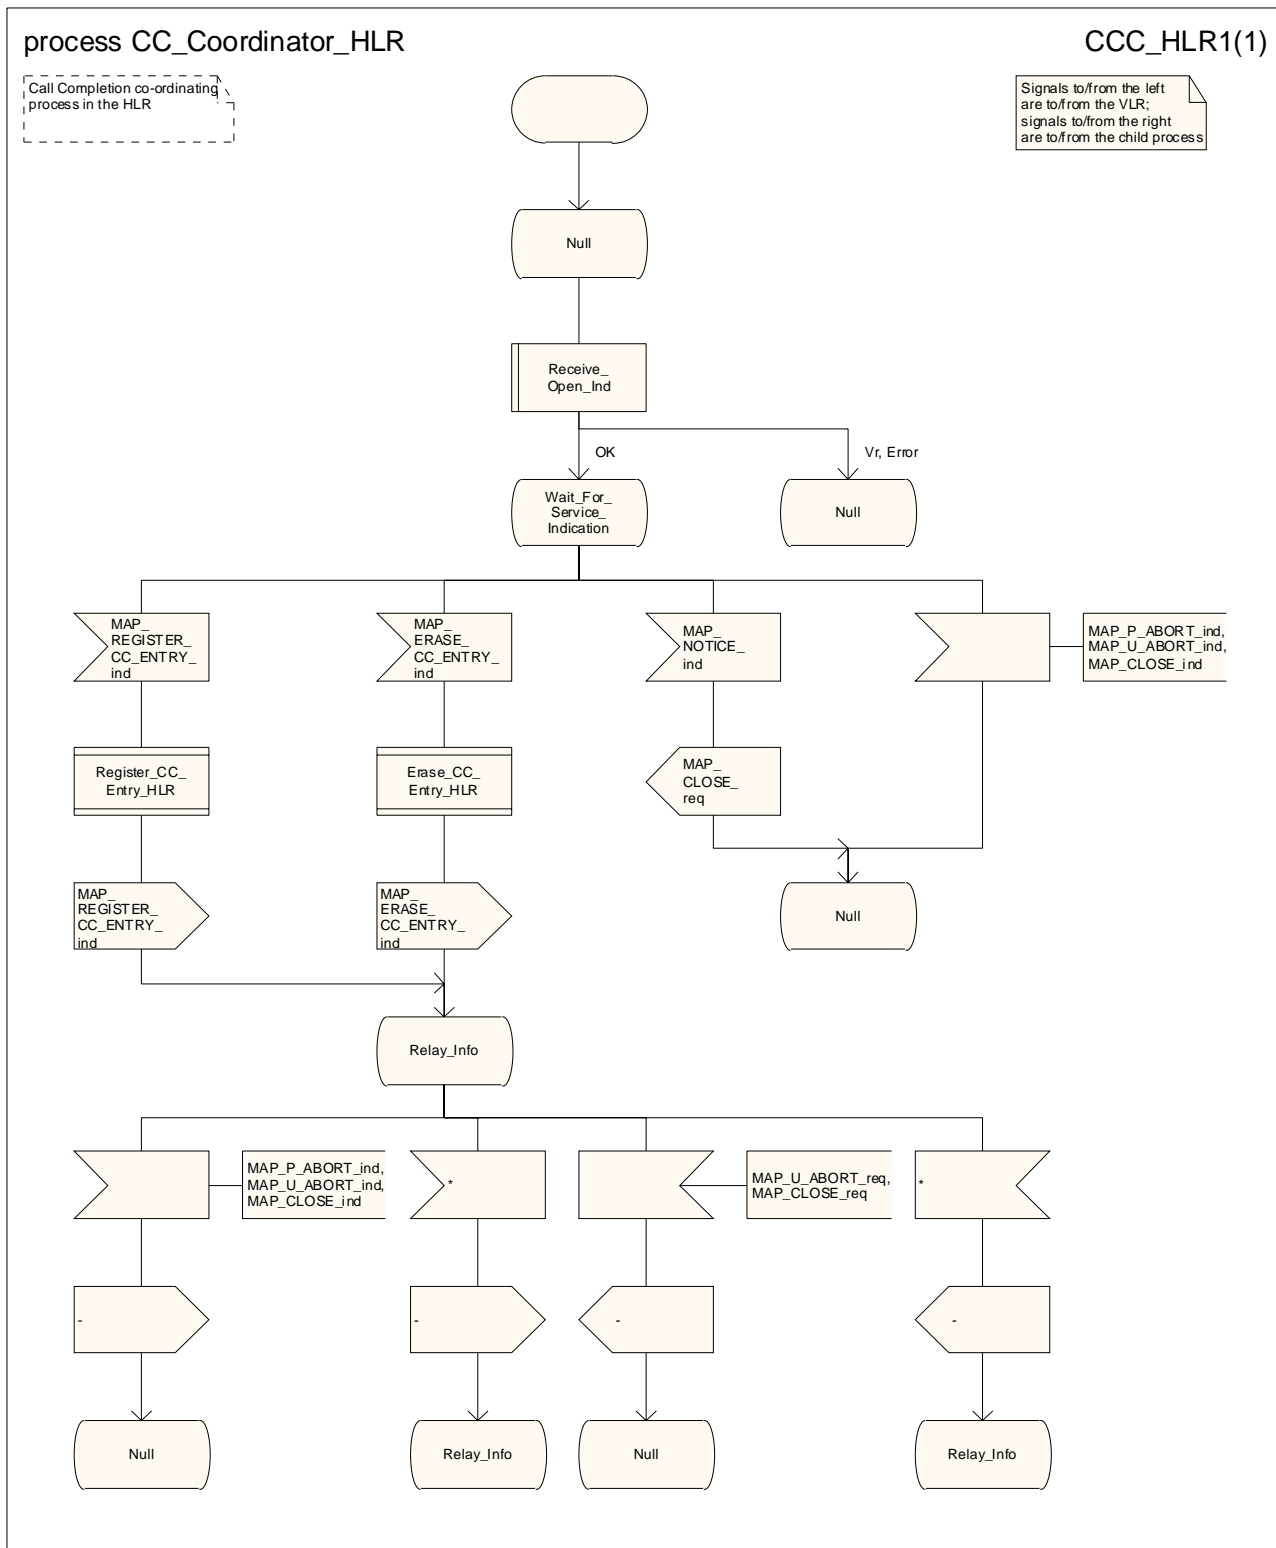 process CC_Coordinator_HLR
CCC_HLR1(1)
Call Completion co-ordinating
process in the HLR
Signals to/from the left
are to/from the VLR;
signals to/from the right
are to/from the child process
Null
Receive_
Open_Ind
OK
Vr, Error
Wait_For_
Service_
Indication
Null
MAP_
REGISTER_
CC_ENTRY_
ind
MAP_
ERASE_
CC_ENTRY_
ind
MAP_
NOTICE_
ind
MAP_P_ABORT_ind,
MAP_U_ABORT_ind,
MAP_CLOSE_ind
Register_CC_
Entry_HLR
Erase_CC_
Entry_HLR
MAP_
CLOSE_
req
MAP_
REGISTER_
CC_ENTRY_
ind
MAP_
ERASE_
CC_ENTRY_
ind
Null
Relay_Info
MAP_P_ABORT_ind,
MAP_U_ABORT_ind,
MAP_CLOSE_ind
*
MAP_U_ABORT_req,
MAP_CLOSE_req
*
-
-
-
-
Null
Relay_Info
Null
Relay_Info